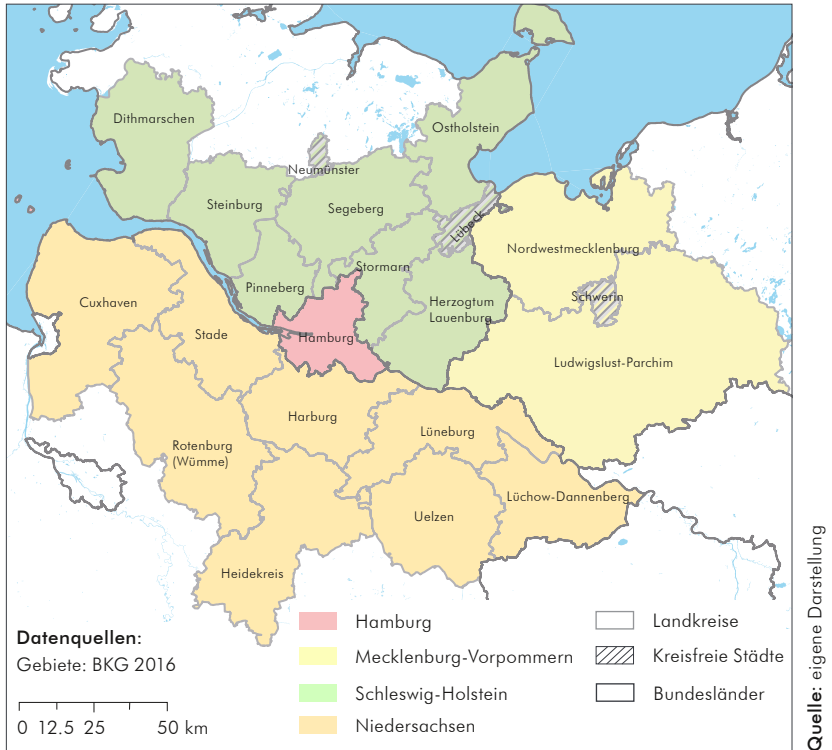 Dithmarschen
Ostholstein
Neumünster
Steinburg
Segeberg
Lübeck
Nordwestmecklenburg
Stormarn
Pinneberg
Schwerin
Cuxhaven
Herzogtum
Lauenburg
Stade
Hamburg
Ludwigslust-Parchim
Harburg
Lüneburg
Rotenburg
(Wümme)
Lüchow-Dannenberg
Uelzen
Heidekreis
Datenquellen:
Gebiete: BKG 2016
0 12.5 25 50 km
Hamburg
Mecklenburg-Vorpommern
Schleswig-Holstein
Niedersachsen
Landkreise
Kreisfreie Städte
Bundesländer
Quelle: eigene Darstellung